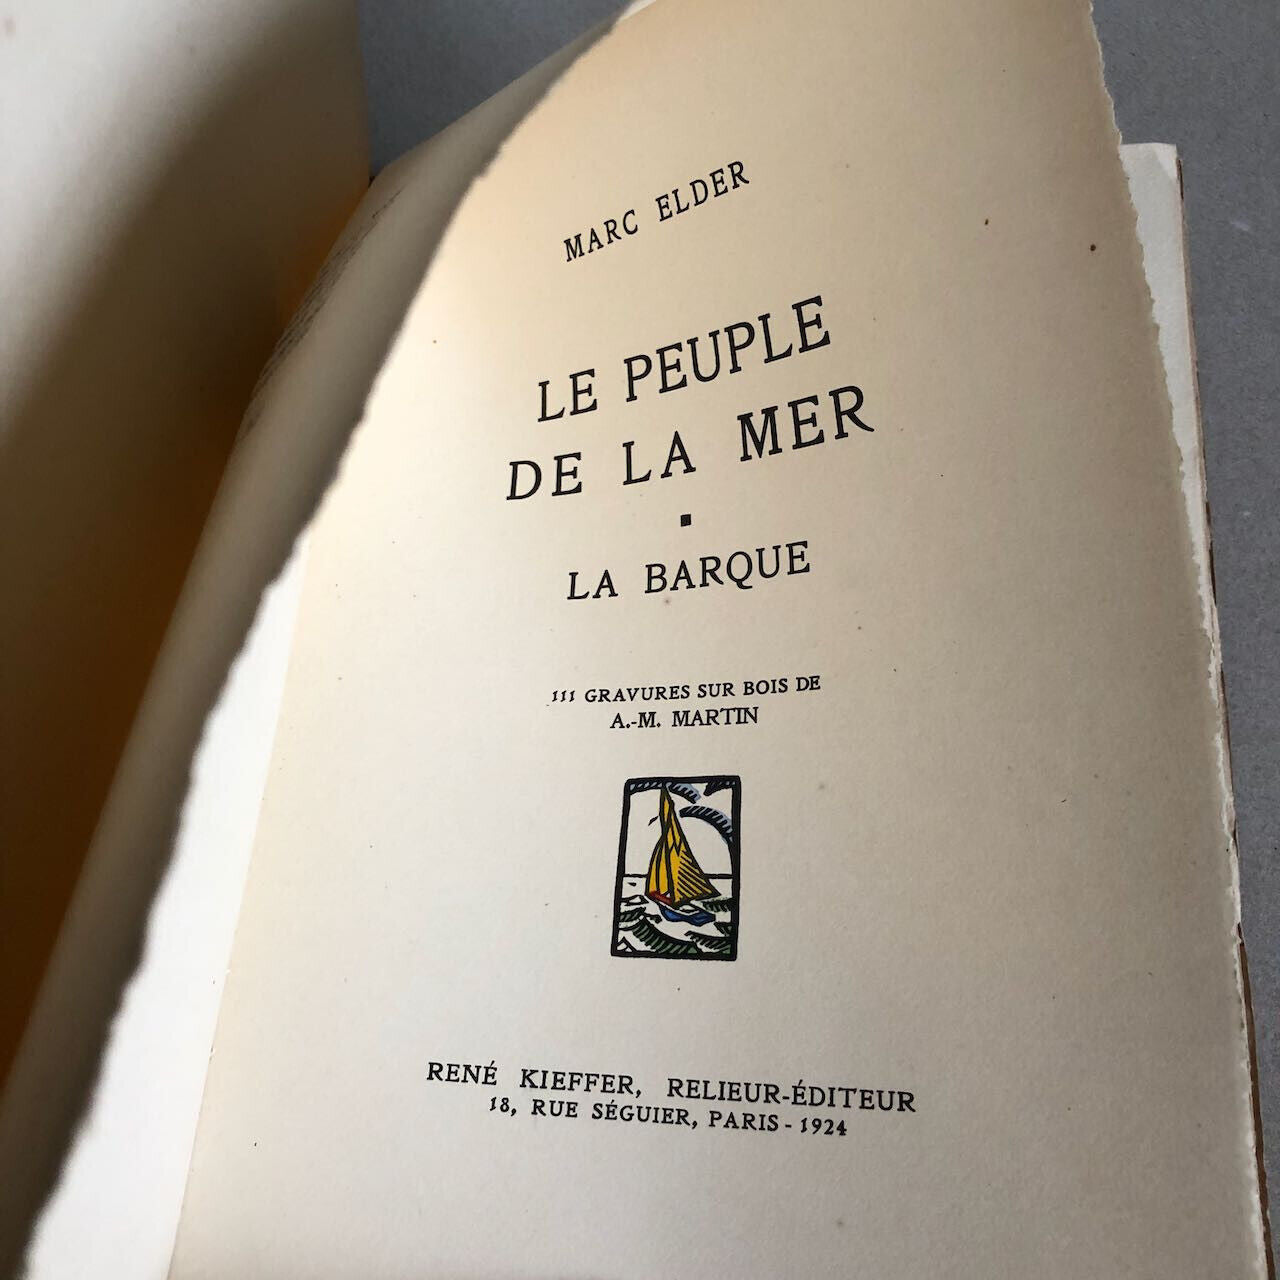 MARC ELDER
LE PEUPLE
DE LA MER
LA BARQUE
111 GRAVURES SUR BOIS DE
A.-M. MARTIN
RENÉ KIEFFER, RELIEUR-ÉDITEUR
18, RUE SÉGUIER, PARIS - 1924